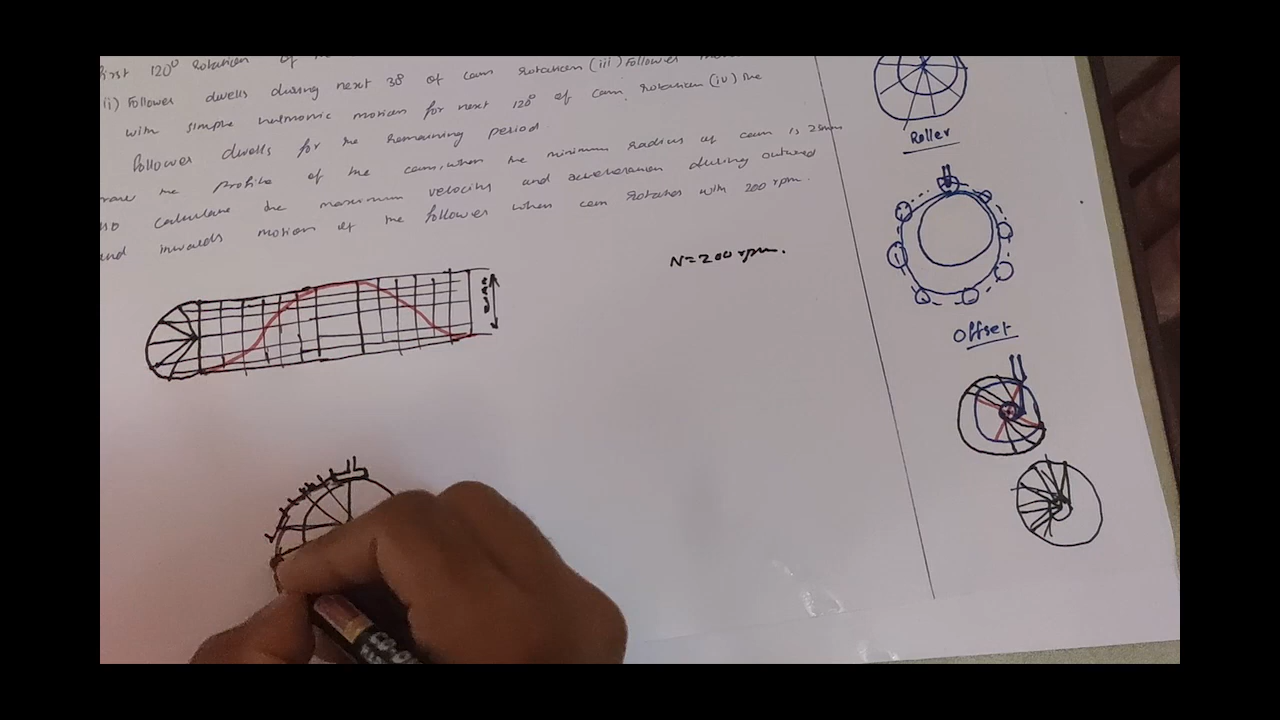 First 120° Rotation of
(ii) Follower dwells during next 30° of cam rotation (iii) Follower
with simple harmonic motion for next 120° of cam rotation (iv) The
follower dwells for the remaining period
the profile of the cam, when the minimum radius of cam is 25mm
calculate the maximum velocity and acceleration during outward
and inwards motion of the follower when cam rotates with 200 rpm.
N=200 rpm.
Roller
Offset